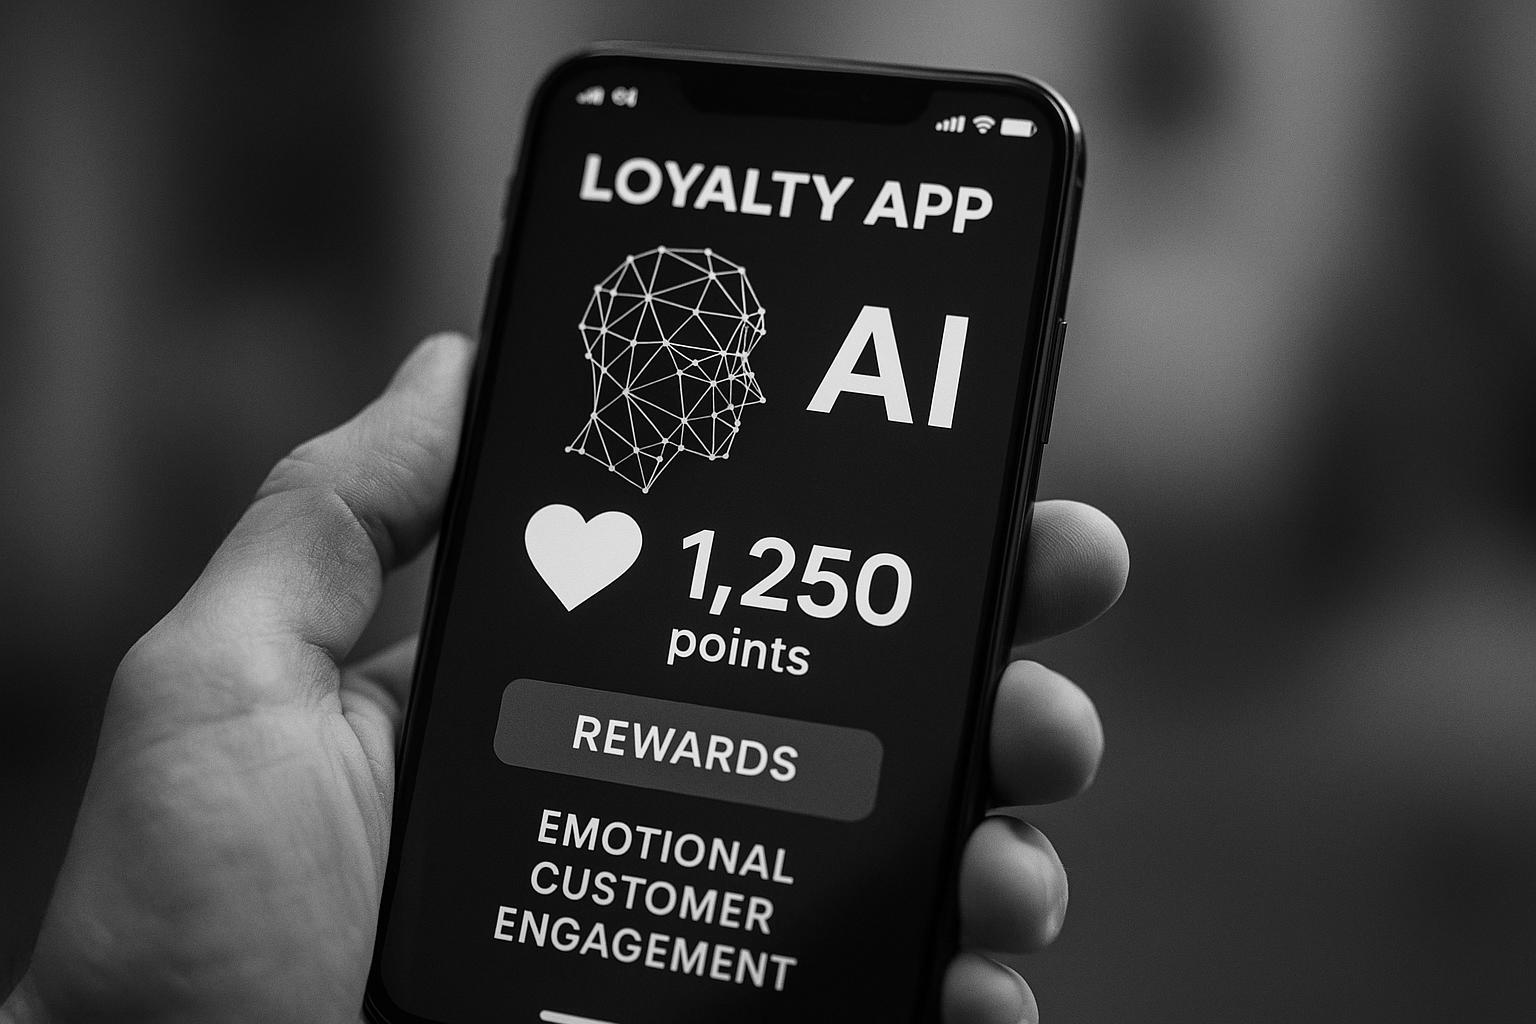 LOYALTY APP
AI
1,250
points
REWARDS
EMOTIONAL
CUSTOMER
ENGAGEMENT